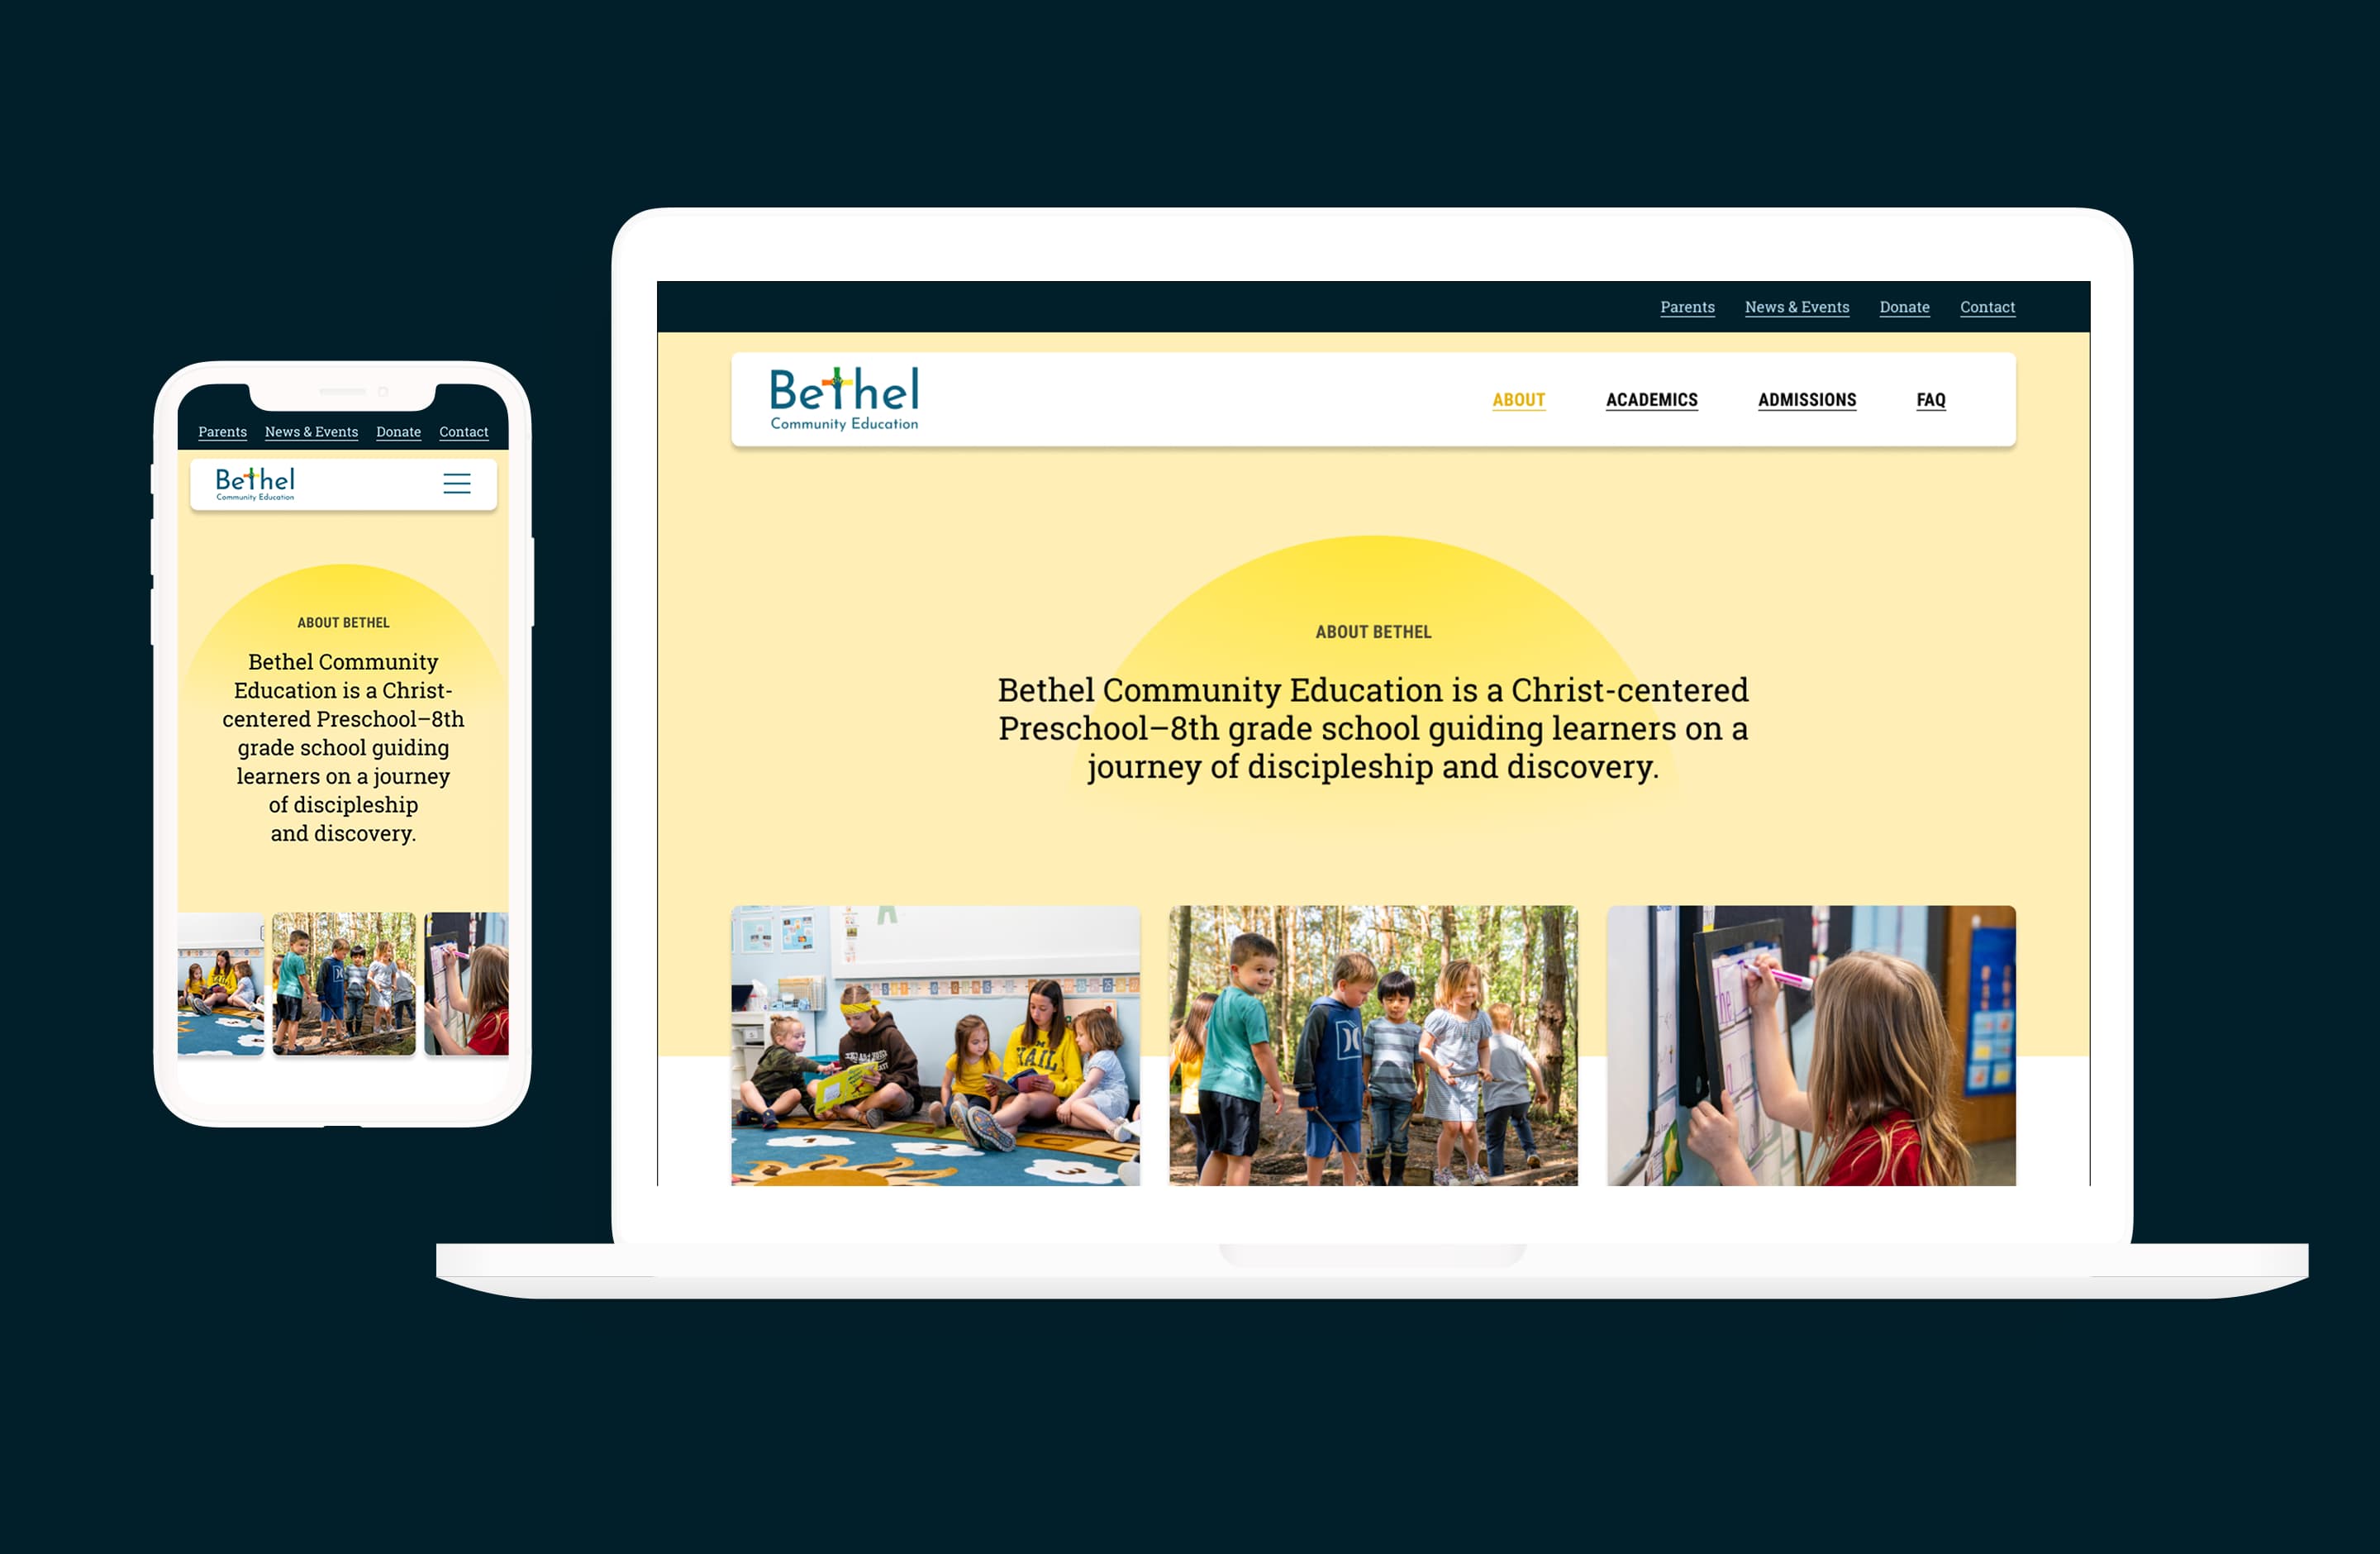 Parents News & Events Donate Contact
Bethel
Community Education
ABOUT BETHEL
Bethel Community
Education is a Christ-
centered Preschool–8th
grade school guiding
learners on a journey
of discipleship
and discovery.
Parents News & Events Donate Contact
Bethel
Community Education
ABOUT ACADEMICS ADMISSIONS FAQ
ABOUT BETHEL
Bethel Community Education is a Christ-centered
Preschool–8th grade school guiding learners on a
journey of discipleship and discovery.